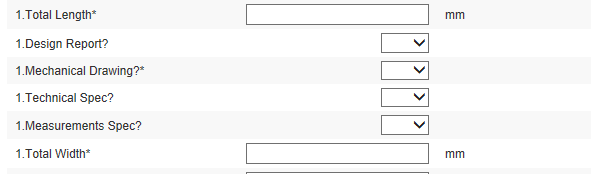 1.Total Length* mm
1.Design Report?
1.Mechanical Drawing?*
1.Technical Spec?
1.Measurements Spec?
1.Total Width* mm